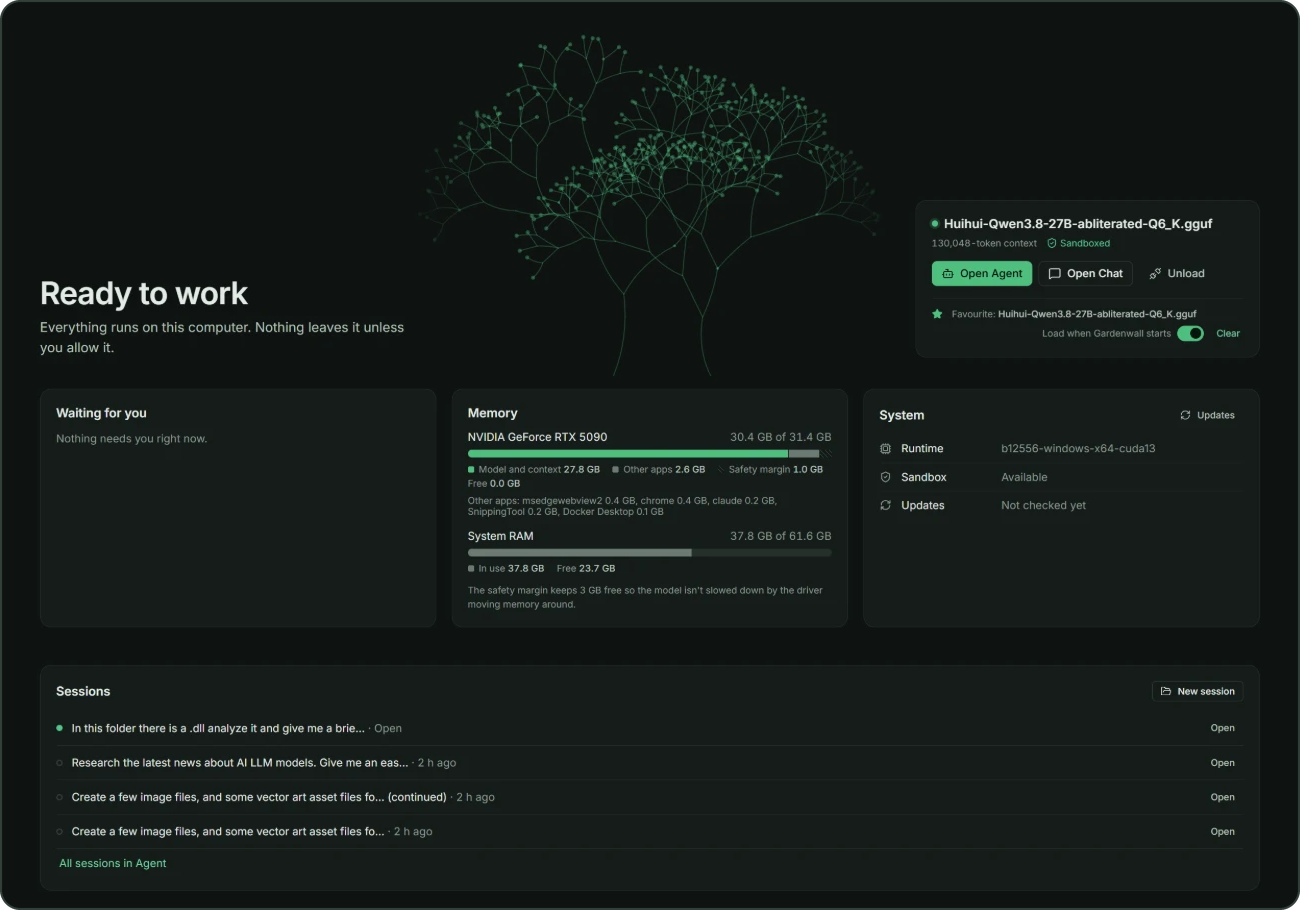 Huihui-Qwen3.8-27B-abliterated-Q6_K.gguf
130,048-token context Sandboxed
Open Agent Open Chat Unload
Favourite: Huihui-Qwen3.8-27B-abliterated-Q6_K.gguf
Load when Gardenwall starts Clear
Ready to work
Everything runs on this computer. Nothing leaves it unless
you allow it.
Waiting for you
Nothing needs you right now.
Memory
NVIDIA GeForce RTX 5090 30.4 GB of 31.4 GB
Model and context 27.8 GB Other apps 2.6 GB Safety margin 1.0 GB
Free 0.0 GB
Other apps: msedgewebview2 0.4 GB, chrome 0.4 GB, claude 0.2 GB,
SnippingTool 0.2 GB, Docker Desktop 0.1 GB
System RAM 37.8 GB of 61.6 GB
In use 37.8 GB Free 23.7 GB
The safety margin keeps 3 GB free so the model isn't slowed down by the driver
moving memory around.
System Updates
Runtime b12556-windows-x64-cuda13
Sandbox Available
Updates Not checked yet
Sessions New session
In this folder there is a .dll analyze it and give me a brie... · Open Open
Research the latest news about AI LLM models. Give me an eas... · 2 h ago Open
Create a few image files, and some vector art asset files fo... (continued) · 2 h ago Open
Create a few image files, and some vector art asset files fo... · 2 h ago Open
All sessions in Agent